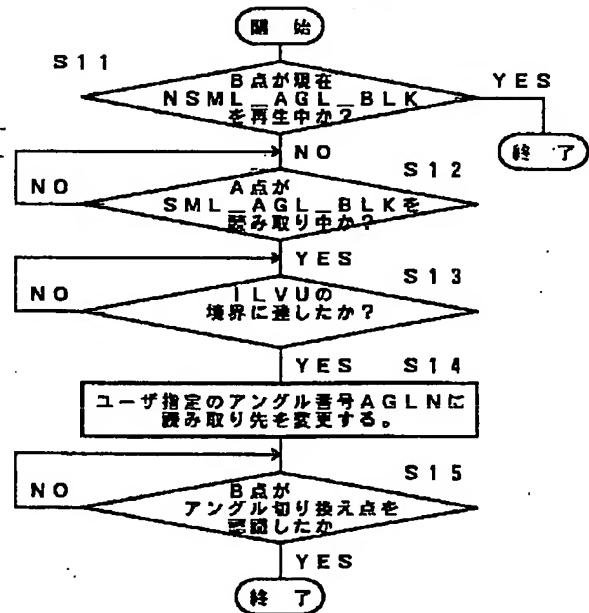 開始
S11
B点が現在
NSML_AGL_BLK
を再生中か?
YES
終了
NO
S12
NO
A点が
SML_AGL_BLKを
読み取り中か?
YES
S13
NO
ILVUの
境界に達したか?
YES
S14
ユーザ指定のアングル番号AGLNに
読み取り先を変更する。
S15
NO
B点が
アングル切り換え点を
認識したか
YES
終了